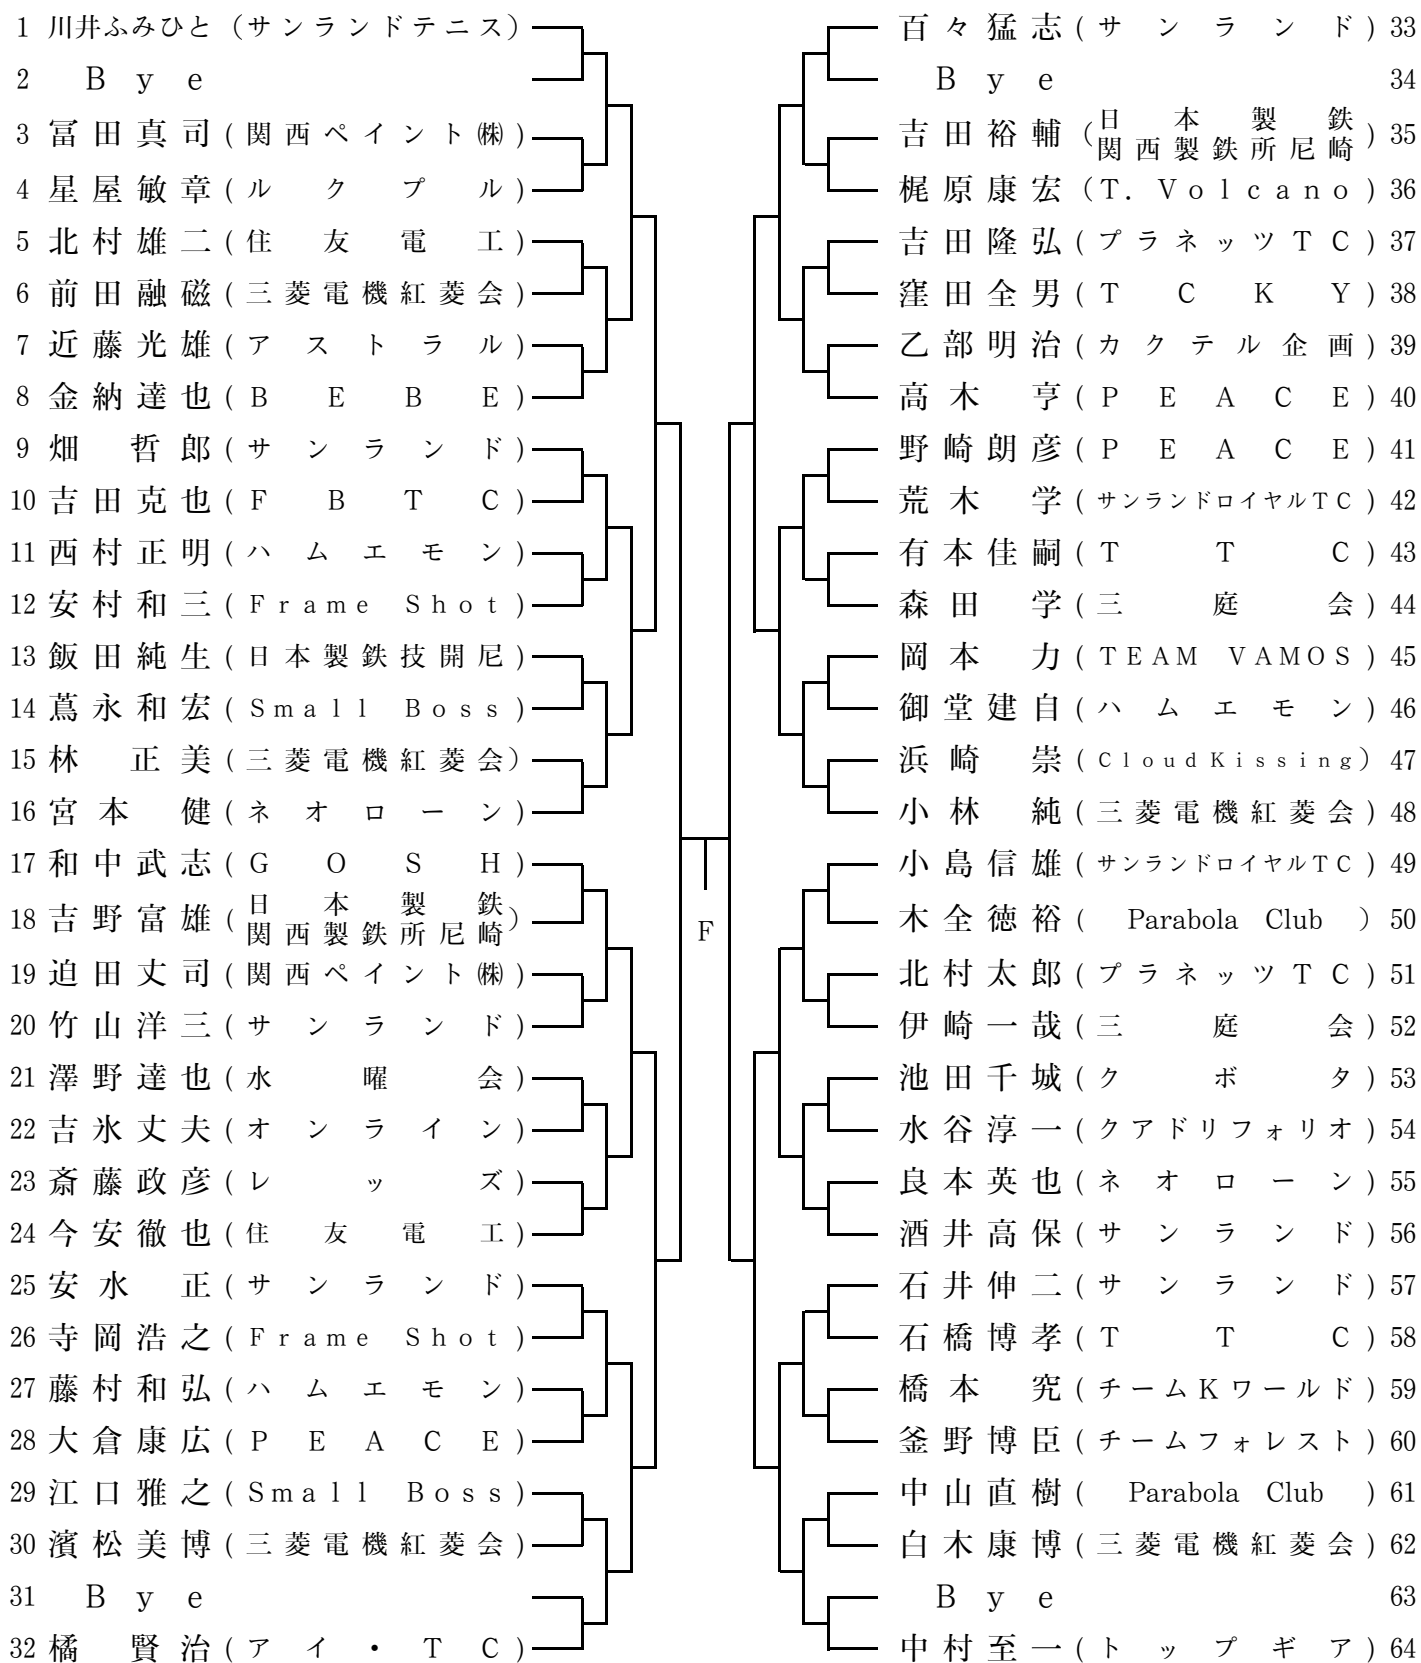 1 川井ふみひと（サンランドテニス）
2 Bye
3 冨田真司（関西ペイント㈱）
4 星屋敏章（ルクプル）
5 北村雄二（住友電工）
6 前田融磁（三菱電機紅菱会）
7 近藤光雄（アストラル）
8 金納達也（BEBE）
9 畑 哲郎（サンランド）
10 吉田克也（FBTC）
11 西村正明（ハムエモン）
12 安村和三（Frame Shot）
13 飯田純生（日本製鉄技開尼）
14 蔦永和宏（Small Boss）
15 林 正美（三菱電機紅菱会）
16 宮本 健（ネオローン）
17 和中武志（GOSH）
18 吉野富雄（日本製鉄
関西製鉄所尼崎）
19 迫田丈司（関西ペイント㈱）
20 竹山洋三（サンランド）
21 澤野達也（水曜会）
22 吉氷丈夫（オンライン）
23 斎藤政彦（レッズ）
24 今安徹也（住友電工）
25 安水 正（サンランド）
26 寺岡浩之（Frame Shot）
27 藤村和弘（ハムエモン）
28 大倉康広（PEACE）
29 江口雅之（Small Boss）
30 濱松美博（三菱電機紅菱会）
31 Bye
32 橘 賢治（アイ・TC）
F
百々猛志（サンランド）33
Bye 34
吉田裕輔（日本製鉄
関西製鉄所尼崎）35
梶原康宏（T. Volcano）36
吉田隆弘（プラネッツTC）37
窪田全男（TCKY）38
乙部明治（カクテル企画）39
高木 亨（PEACE）40
野崎朗彦（PEACE）41
荒木 学（サンランドロイヤルTC）42
有本佳嗣（TTC）43
森田 学（三庭会）44
岡本 力（TEAM VAMOS）45
御堂建自（ハムエモン）46
浜崎 崇（CloudKissing）47
小林 純（三菱電機紅菱会）48
小島信雄（サンランドロイヤルTC）49
木全徳裕（Parabola Club）50
北村太郎（プラネッツTC）51
伊崎一哉（三庭会）52
池田千城（クボタ）53
水谷淳一（クアドリフォリオ）54
良本英也（ネオローン）55
酒井高保（サンランド）56
石井伸二（サンランド）57
石橋博孝（TTC）58
橋本 究（チームKワールド）59
釜野博臣（チームフォレスト）60
中山直樹（Parabola Club）61
白木康博（三菱電機紅菱会）62
Bye 63
中村至一（トップギア）64